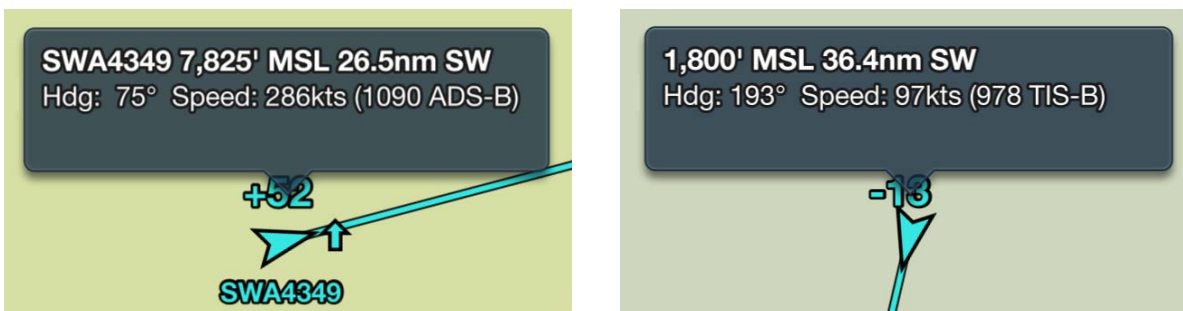 SWA4349 7,825' MSL 26.5nm SW
Hdg: 75° Speed: 286kts (1090 ADS-B)
+52
SWA4349
1,800' MSL 36.4nm SW
Hdg: 193° Speed: 97kts (978 TIS-B)
-13